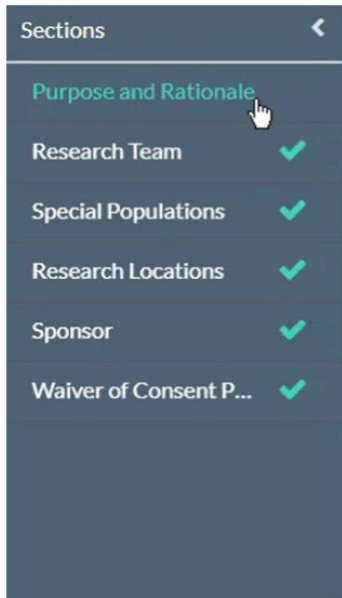 Sections
Purpose and Rationale
Research Team
Special Populations
Research Locations
Sponsor
Waiver of Consent P...